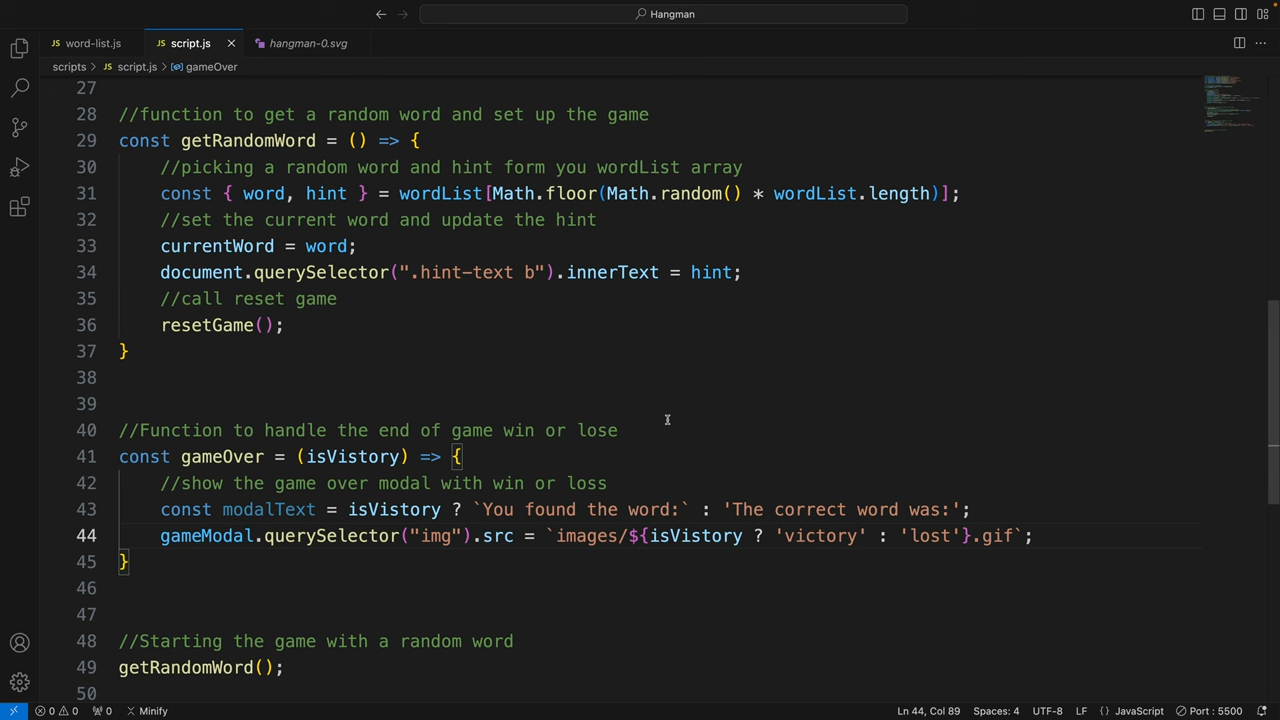 Hangman
word-list.js
script.js
hangman-0.svg
scripts > script.js > gameOver
27
28 //function to get a random word and set up the game
29 const getRandomWord = () => {
30 //picking a random word and hint form you wordList array
31 const { word, hint } = wordList[Math.floor(Math.random() * wordList.length)];
32 //set the current word and update the hint
33 currentWord = word;
34 document.querySelector(".hint-text b").innerText = hint;
35 //call reset game
36 resetGame();
37 }
38
39
40 //Function to handle the end of game win or lose
41 const gameOver = (isVistory) => {
42 //show the game over modal with win or loss
43 const modalText = isVistory ? `You found the word:` : 'The correct word was:';
44 gameModal.querySelector("img").src = `images/${isVistory ? 'victory' : 'lost'}.gif`;
45 }
46
47
48 //Starting the game with a random word
49 getRandomWord();
50
0 0 0 Minify Ln 44, Col 89 Spaces: 4 UTF-8 LF {} JavaScript Port : 5500